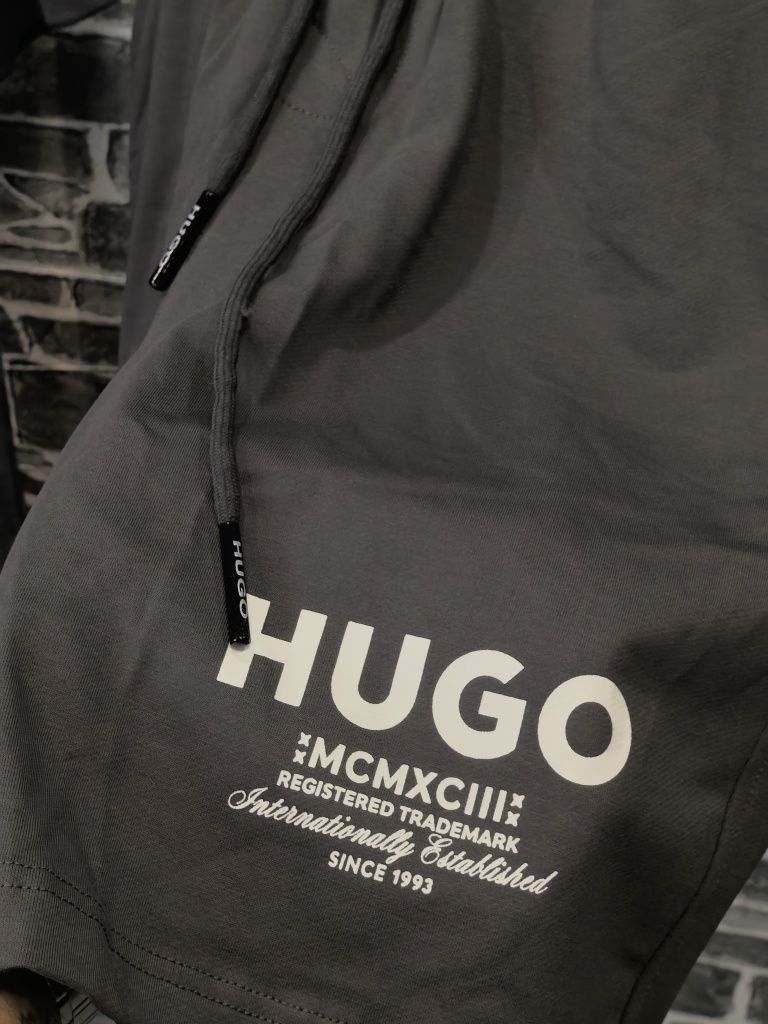 HUGO
HUGO
HUGO
MCMXCIII
REGISTERED TRADEMARK
Internationally Established
SINCE 1993